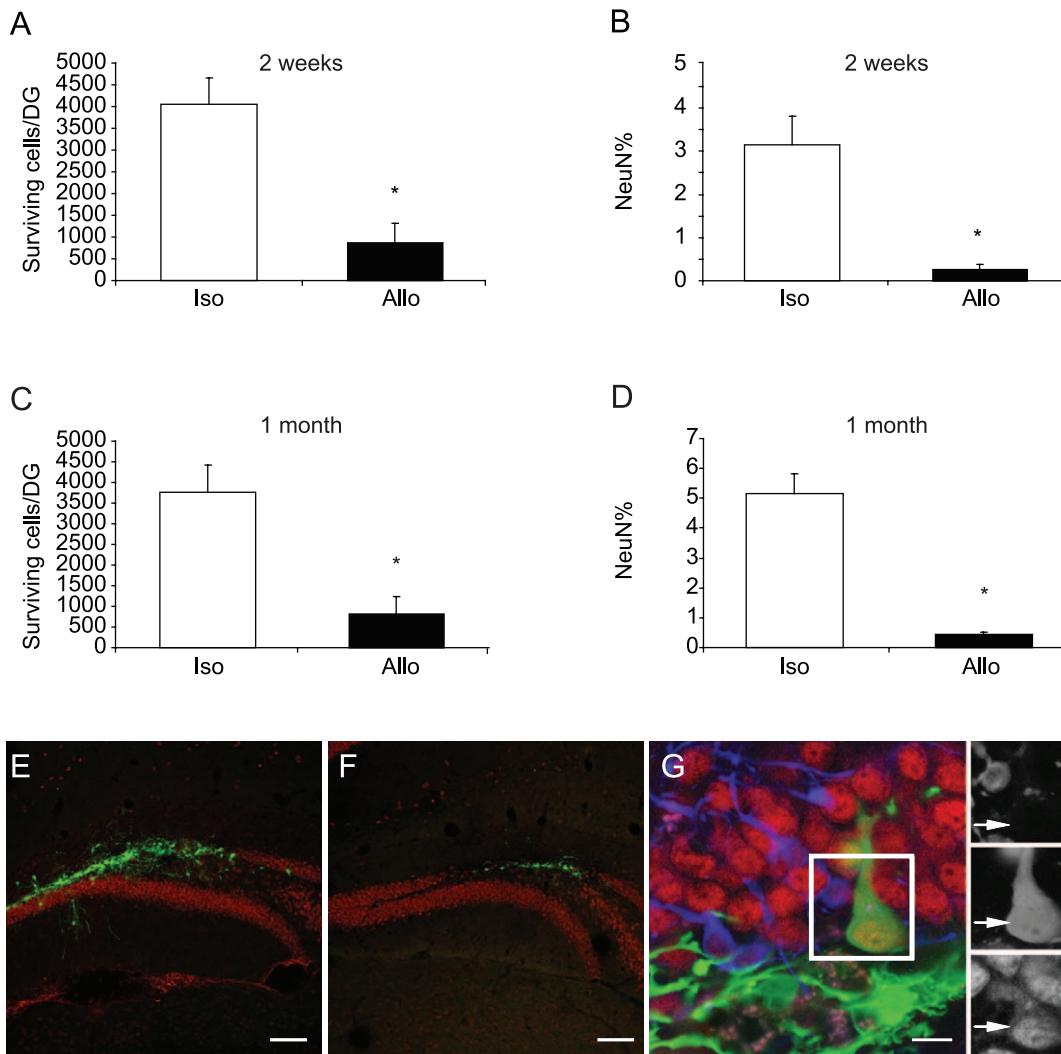 A
2 weeks
Surviving cells/DG
5000
4500
4000
3500
3000
2500
2000
1500
1000
500
0
*
Iso
Allo
B
2 weeks
NeuN%
5
4
3
2
1
0
*
Iso
Allo
C
1 month
Surviving cells/DG
5000
4500
4000
3500
3000
2500
2000
1500
1000
500
0
*
Iso
Allo
D
1 month
NeuN%
7
6
5
4
3
2
1
0
*
Iso
Allo
E
F
G